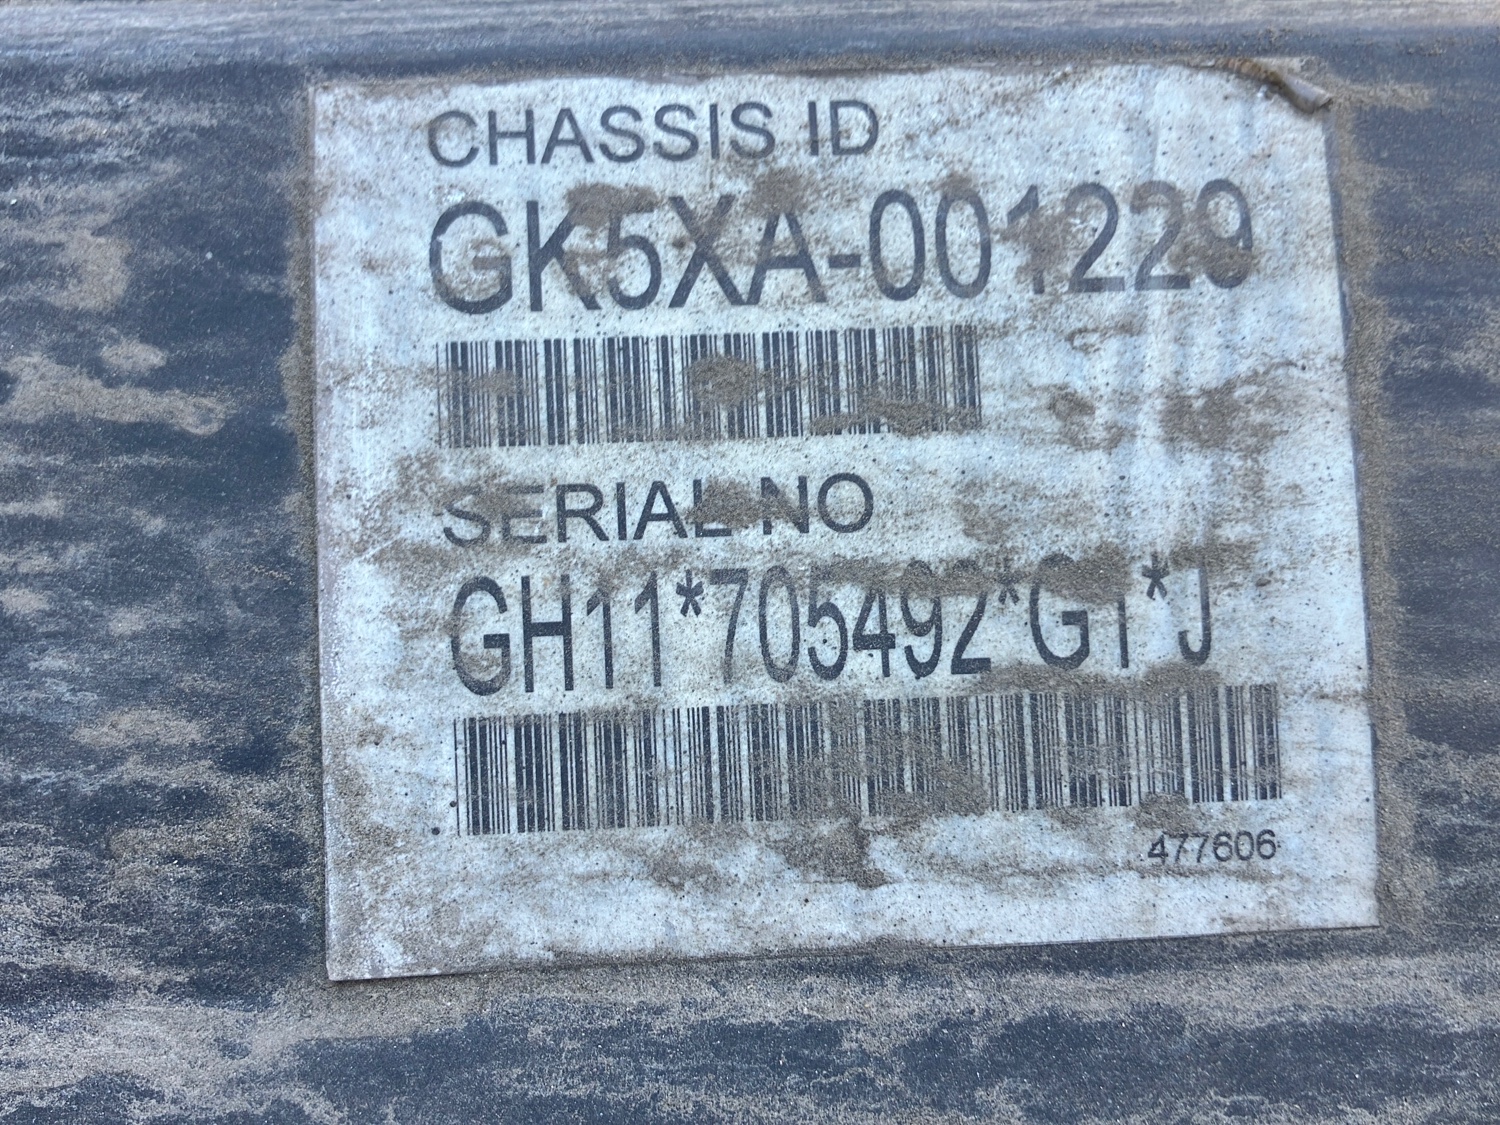 CHASSIS ID
GK5XA-001229
SERIAL NO
GH11*705492*G1*J
477606